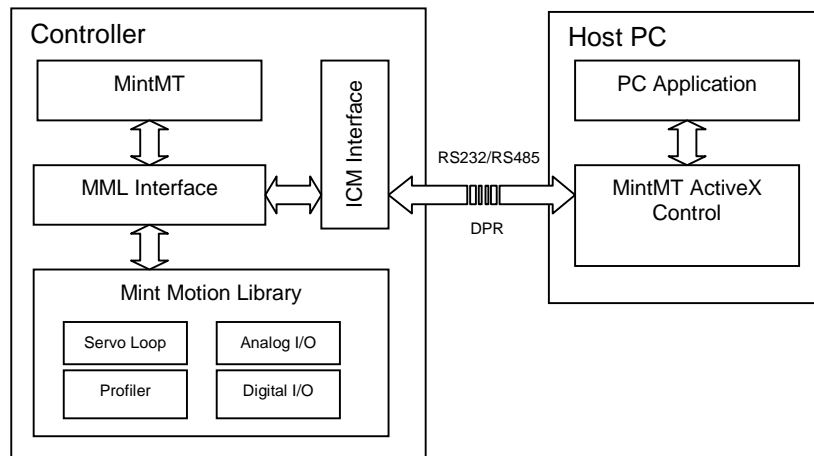 Controller
MintMT
MML Interface
ICM Interface
Mint Motion Library
Servo Loop
Analog I/O
Profiler
Digital I/O
RS232/RS485
DPR
Host PC
PC Application
MintMT ActiveX
Control